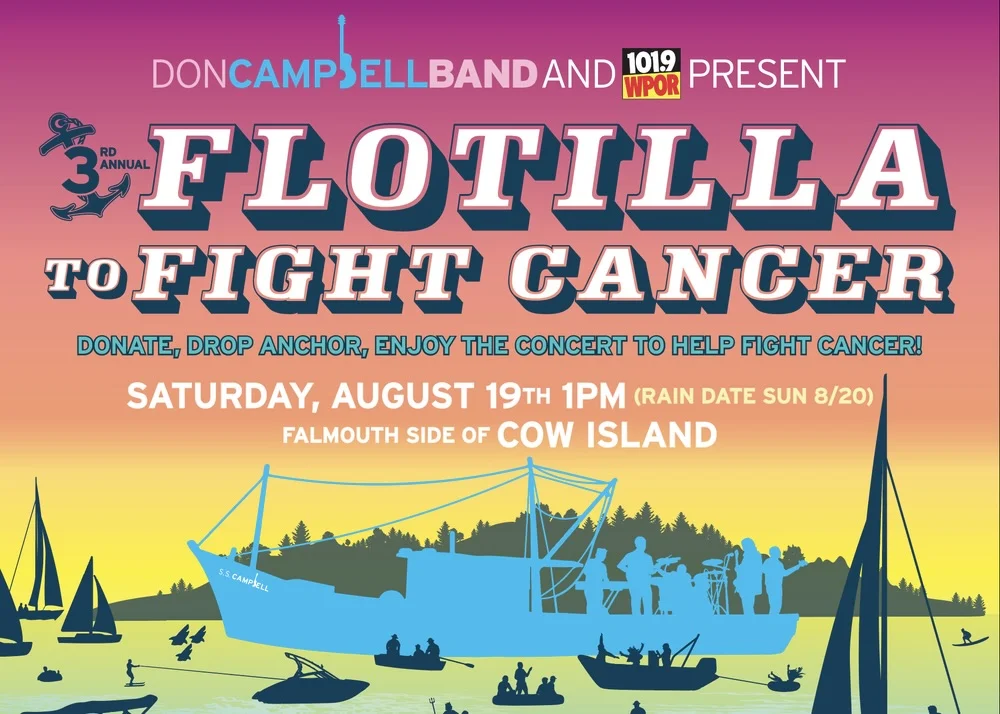 DONCAMPBELLBAND AND 101.9 WPOR PRESENT
3RD ANNUAL FLOTILLA
TO FIGHT CANCER
DONATE, DROP ANCHOR, ENJOY THE CONCERT TO HELP FIGHT CANCER!
SATURDAY, AUGUST 19TH 1PM (RAIN DATE SUN 8/20)
FALMOUTH SIDE OF COW ISLAND
S.S. CAMPBELL